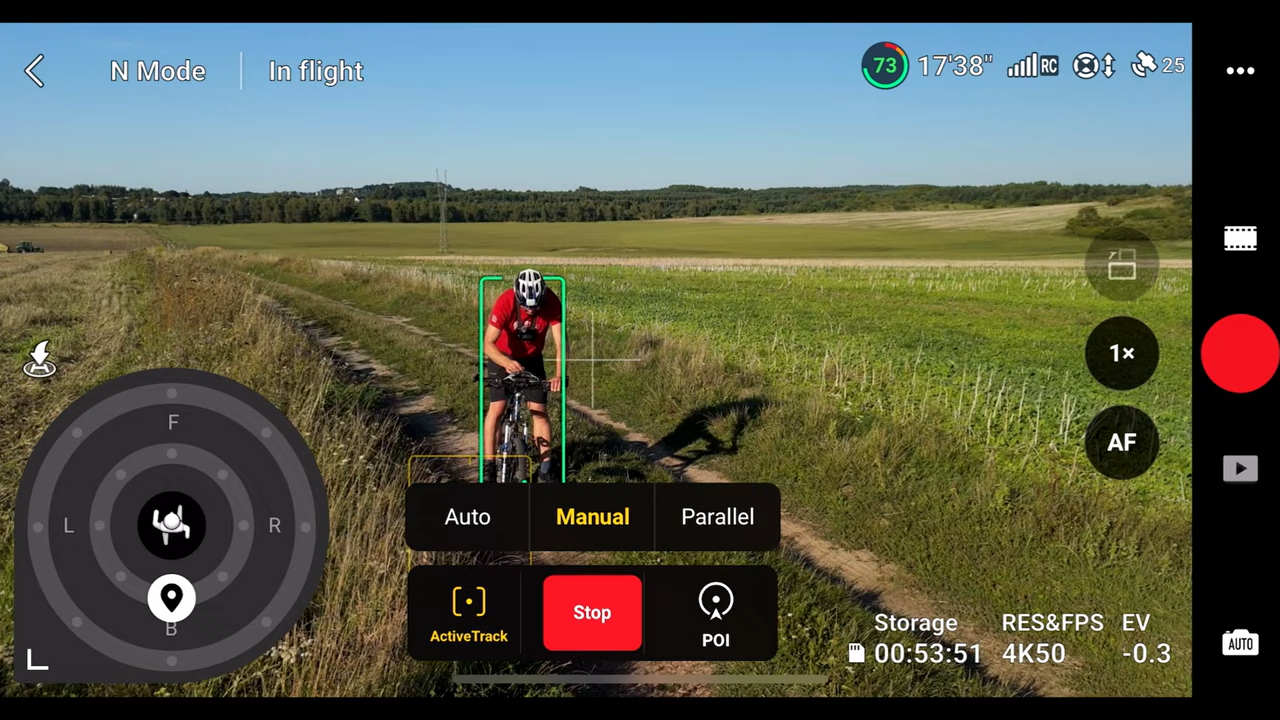 N Mode
In flight
73
17'38"
RC
25
F
L
R
B
1×
AF
Auto
Manual
Parallel
ActiveTrack
Stop
POI
Storage
RES&FPS
EV
00:53:51
4K50
-0.3
AUTO